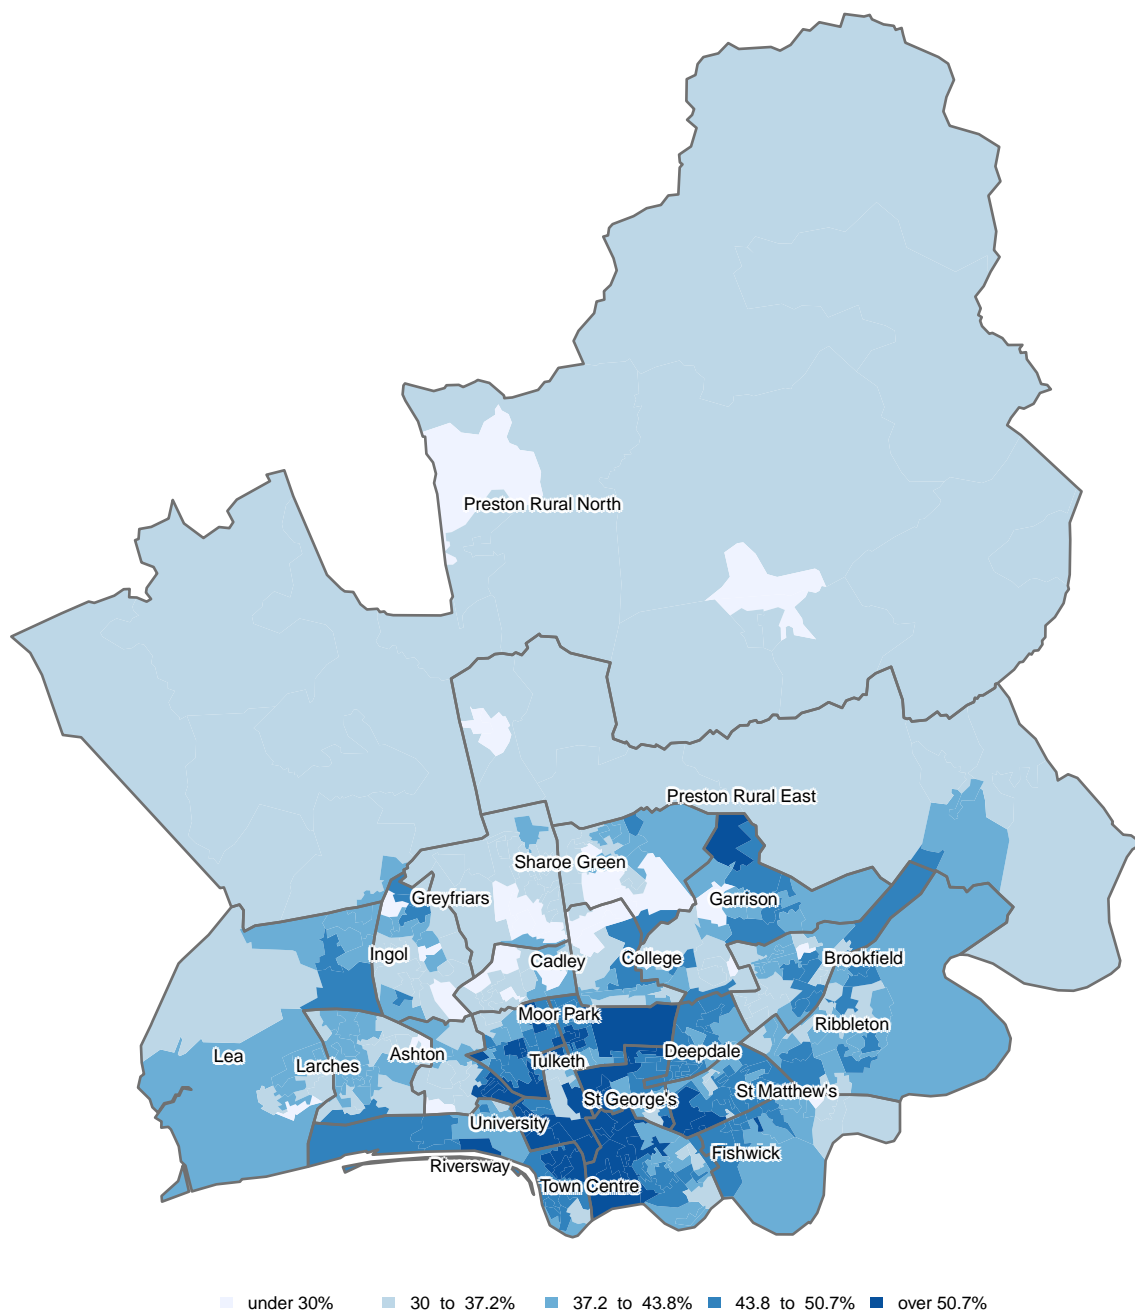 Preston Rural North
Preston Rural East
Sharoe Green
Greyfriars
Garrison
Ingol
Cadley
College
Brookfield
Moor Park
Ribbleton
Lea
Larches
Ashton
Tulketh
Deepdale
St George's
St Matthew's
University
Fishwick
Riversway
Town Centre
under 30% 30 to 37.2% 37.2 to 43.8% 43.8 to 50.7% over 50.7%